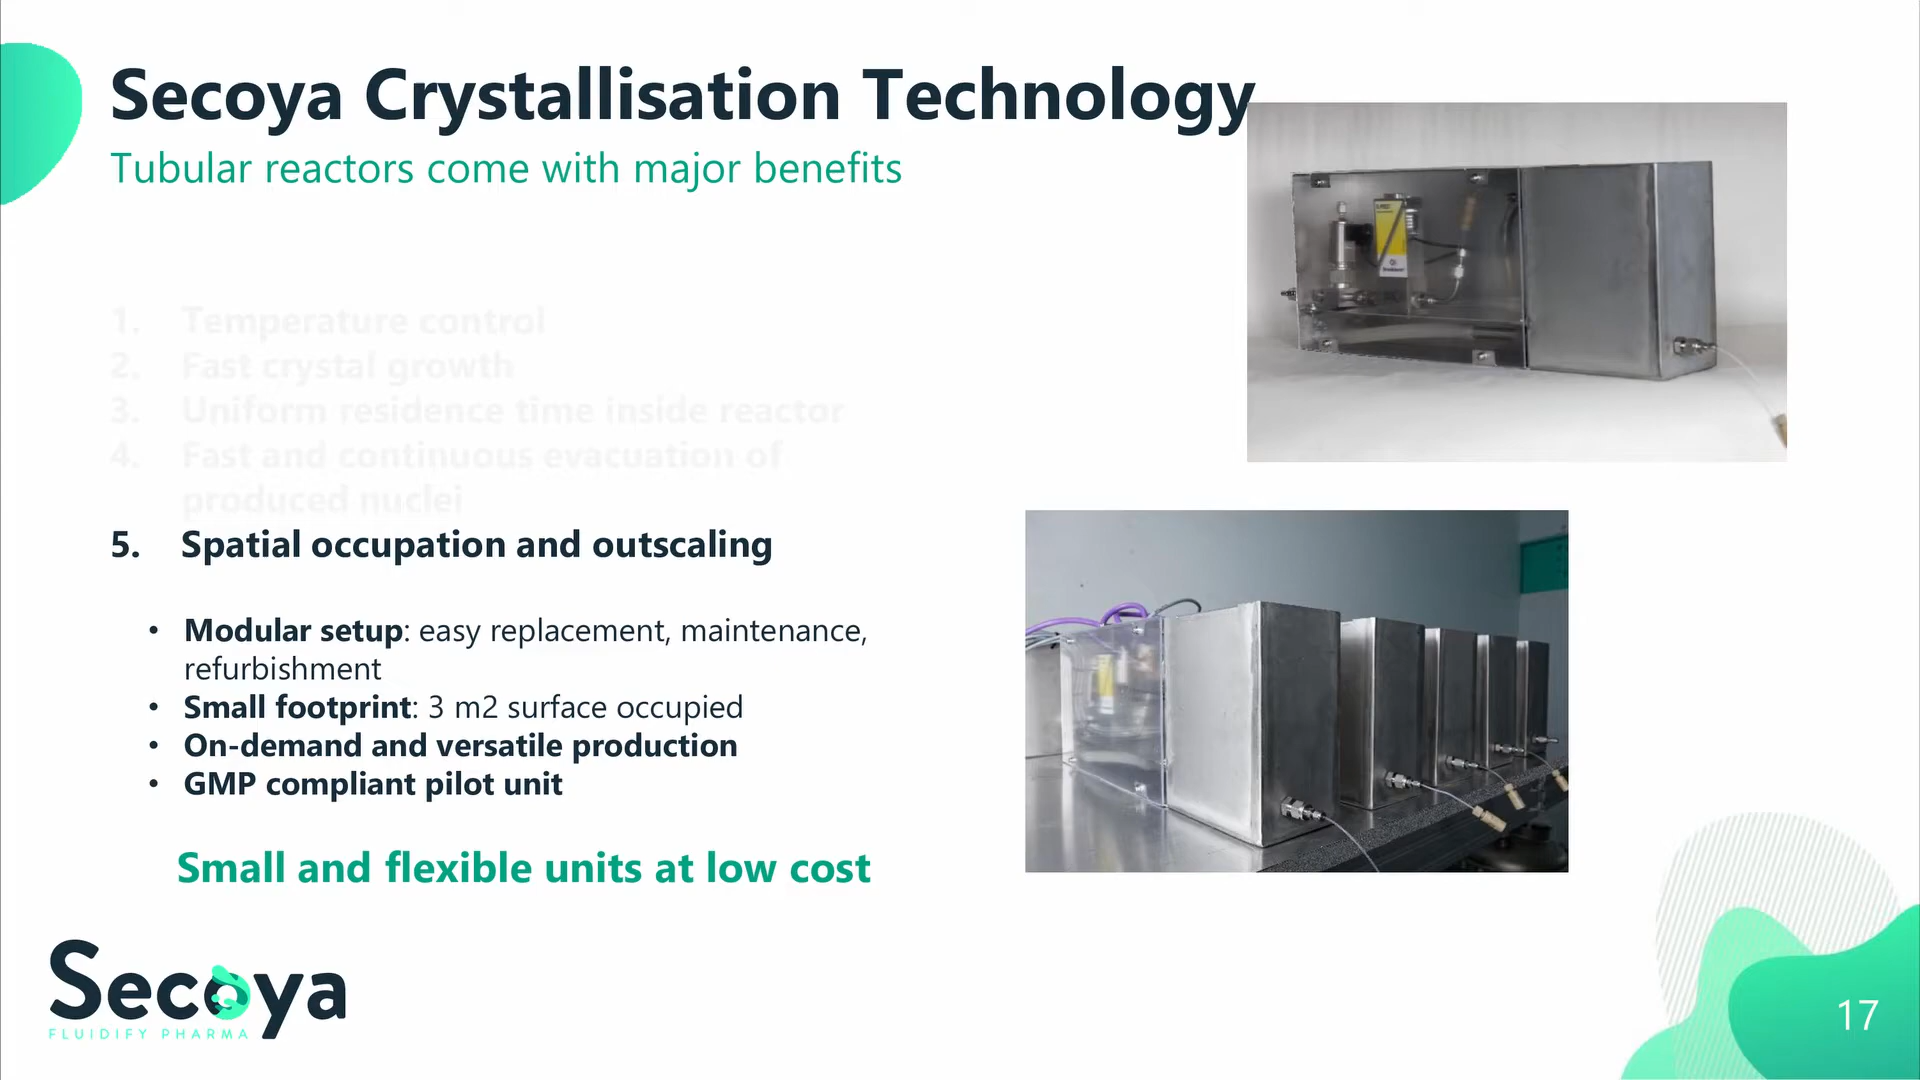 Secoya Crystallisation Technology
Tubular reactors come with major benefits
1. Temperature control
2. Fast crystal growth
3. Uniform residence time inside reactor
4. Fast and continuous evacuation of
produced nuclei
5. Spatial occupation and outscaling
• Modular setup: easy replacement, maintenance,
refurbishment
• Small footprint: 3 m2 surface occupied
• On-demand and versatile production
• GMP compliant pilot unit
Small and flexible units at low cost
Secoya
FLUIDIFY PHARMA
17